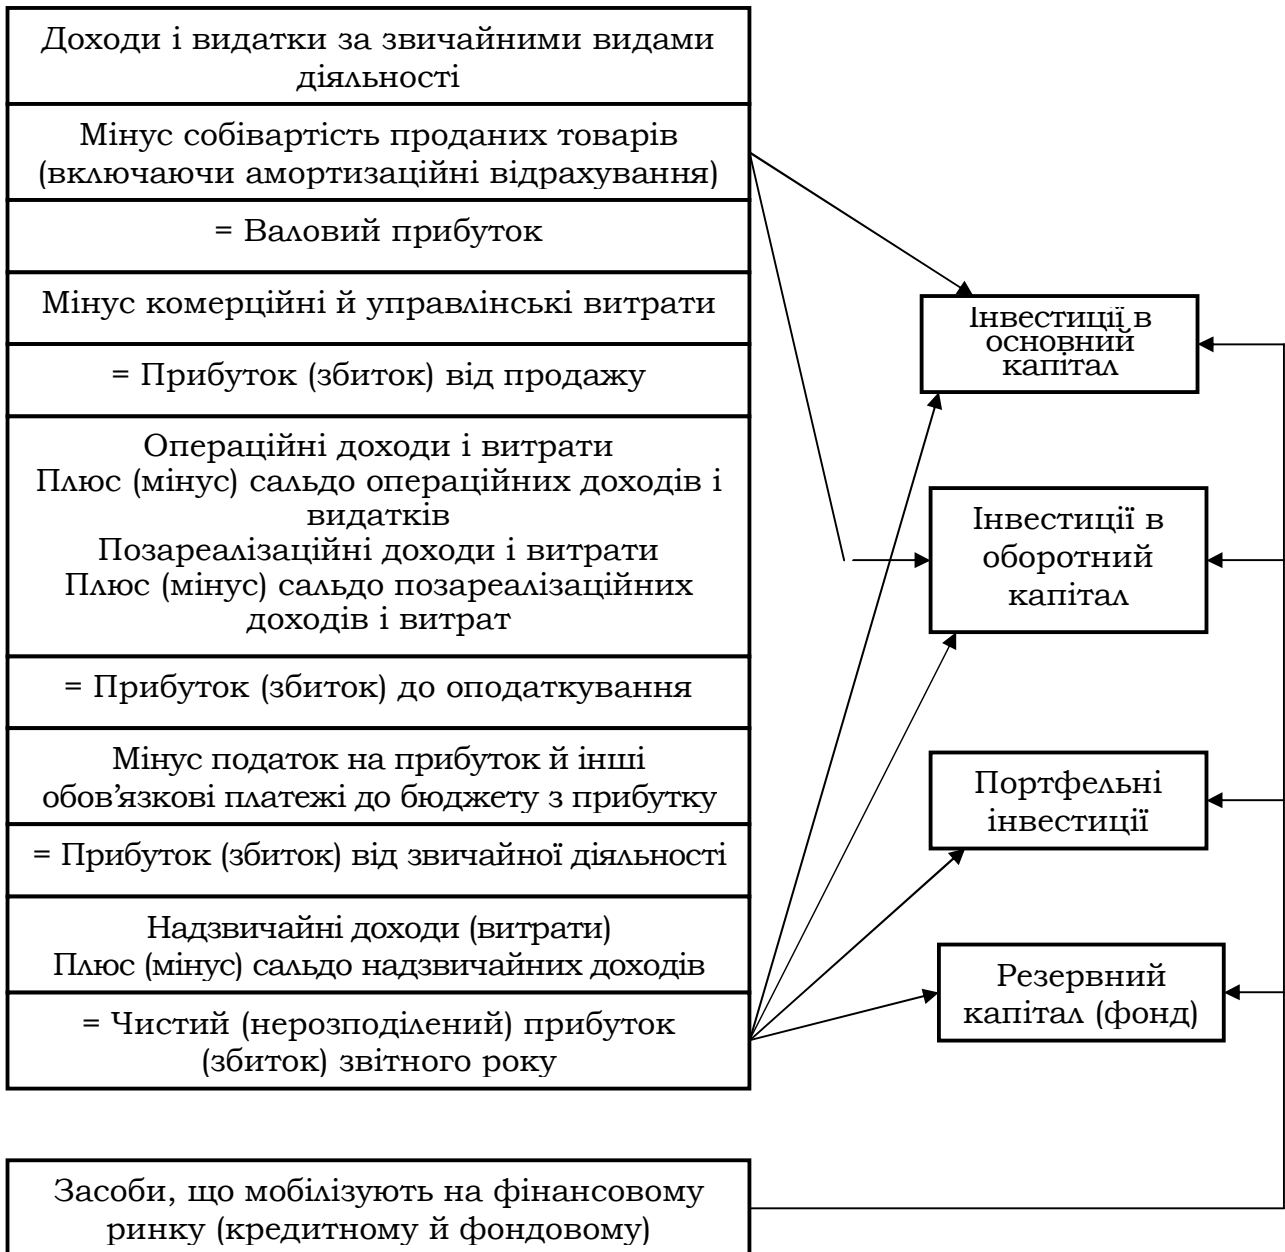 Доходи і видатки за звичайними видами
діяльності
Мінус собівартість проданих товарів
(включаючи амортизаційні відрахування)
= Валовий прибуток
Мінус комерційні й управлінські витрати
= Прибуток (збиток) від продажу
Операційні доходи і витрати
Плюс (мінус) сальдо операційних доходів і
видатків
Позареалізаційні доходи і витрати
Плюс (мінус) сальдо позареалізаційних
доходів і витрат
= Прибуток (збиток) до оподаткування
Мінус податок на прибуток й інші
обов’язкові платежі до бюджету з прибутку
= Прибуток (збиток) від звичайної діяльності
Надзвичайні доходи (витрати)
Плюс (мінус) сальдо надзвичайних доходів
= Чистий (нерозподілений) прибуток
(збиток) звітного року
Засоби, що мобілізують на фінансовому
ринку (кредитному й фондовому)
Інвестиції в
основний
капітал
Інвестиції в
оборотний
капітал
Портфельні
інвестиції
Резервний
капітал (фонд)